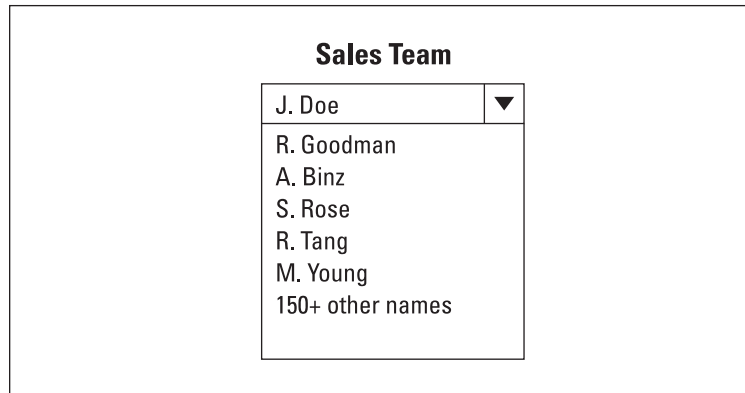 Sales Team
J. Doe
R. Goodman
A. Binz
S. Rose
R. Tang
M. Young
150+ other names